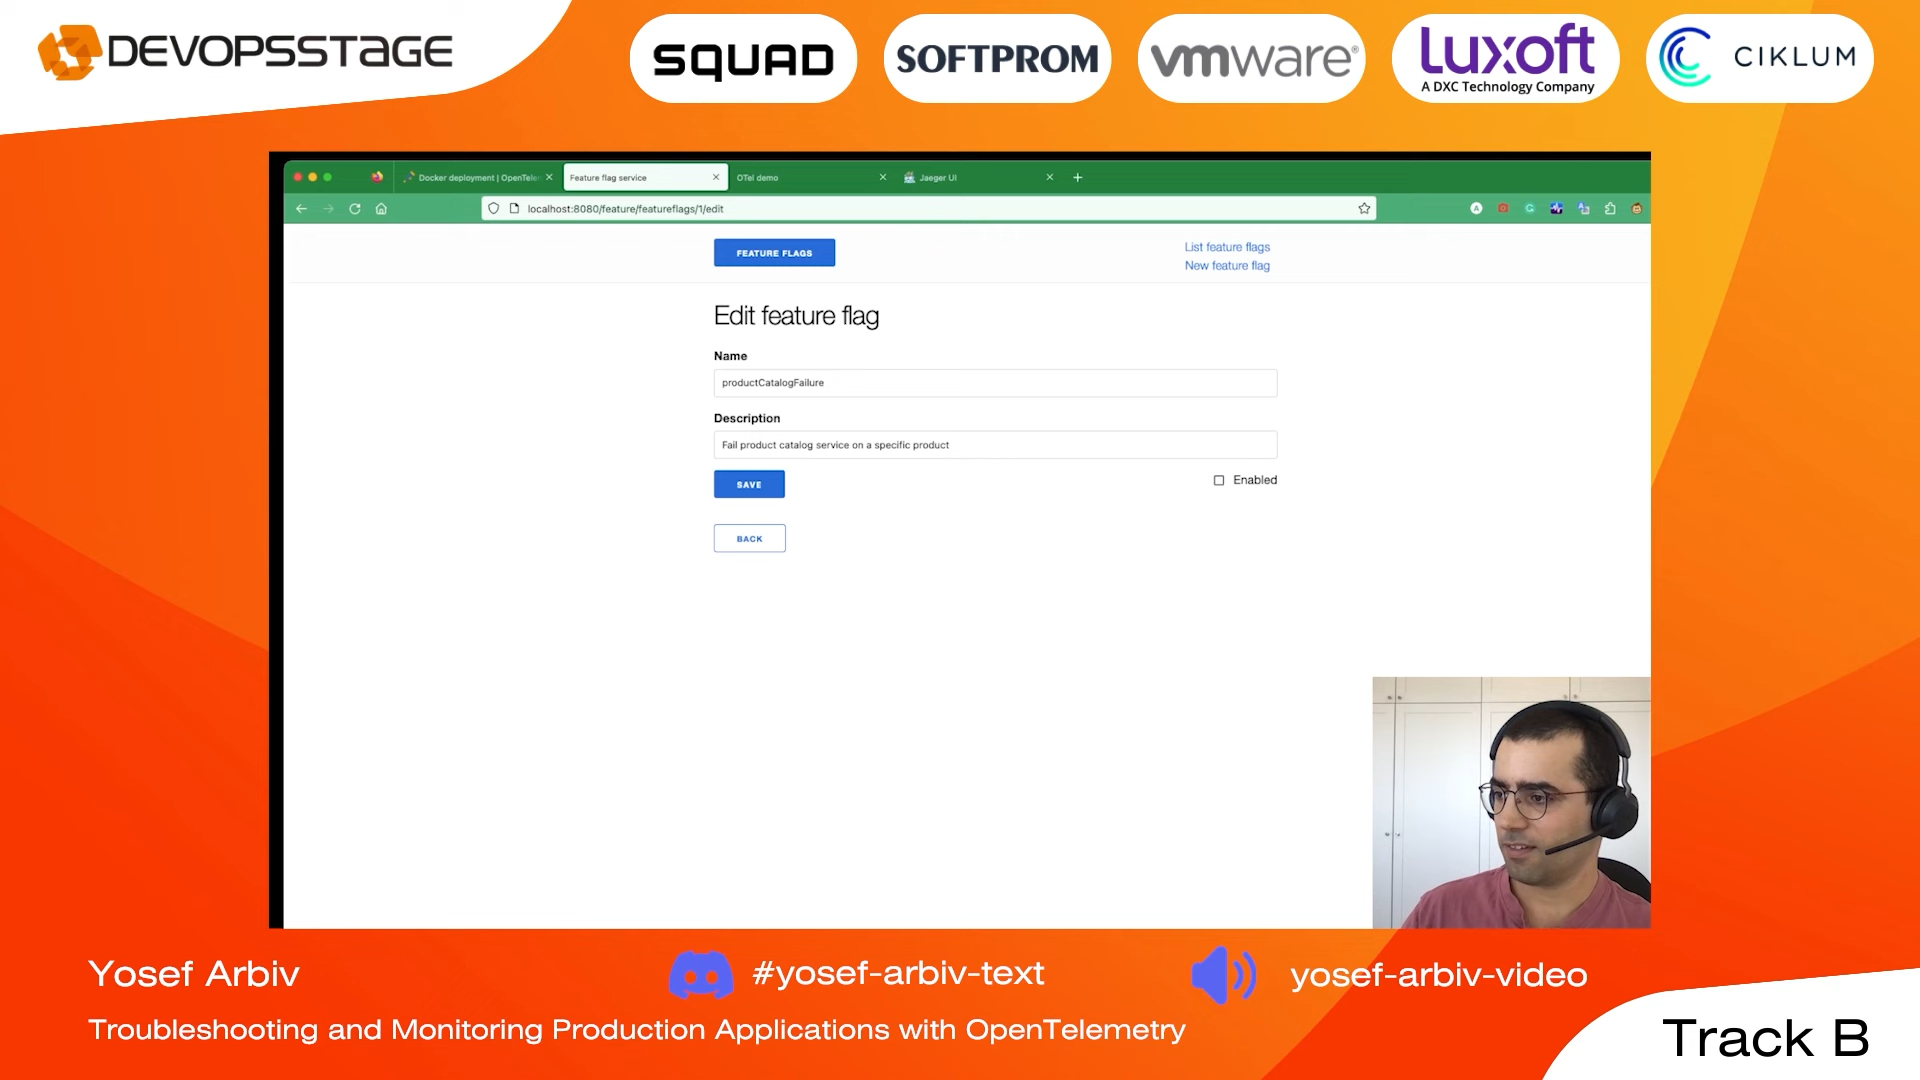 DEVOPSSTAGE
SQUAD
SOFTPROM
vmware®
Luxoft
A DXC Technology Company
CIKLUM
Docker deployment | OpenTele
Feature flag service
OTel demo
Jaeger UI
localhost:8080/feature/featureflags/1/edit
FEATURE FLAGS
List feature flags
New feature flag
Edit feature flag
Name
productCatalogFailure
Description
Fail product catalog service on a specific product
SAVE
Enabled
BACK
Yosef Arbiv
#yosef-arbiv-text
yosef-arbiv-video
Troubleshooting and Monitoring Production Applications with OpenTelemetry
Track B